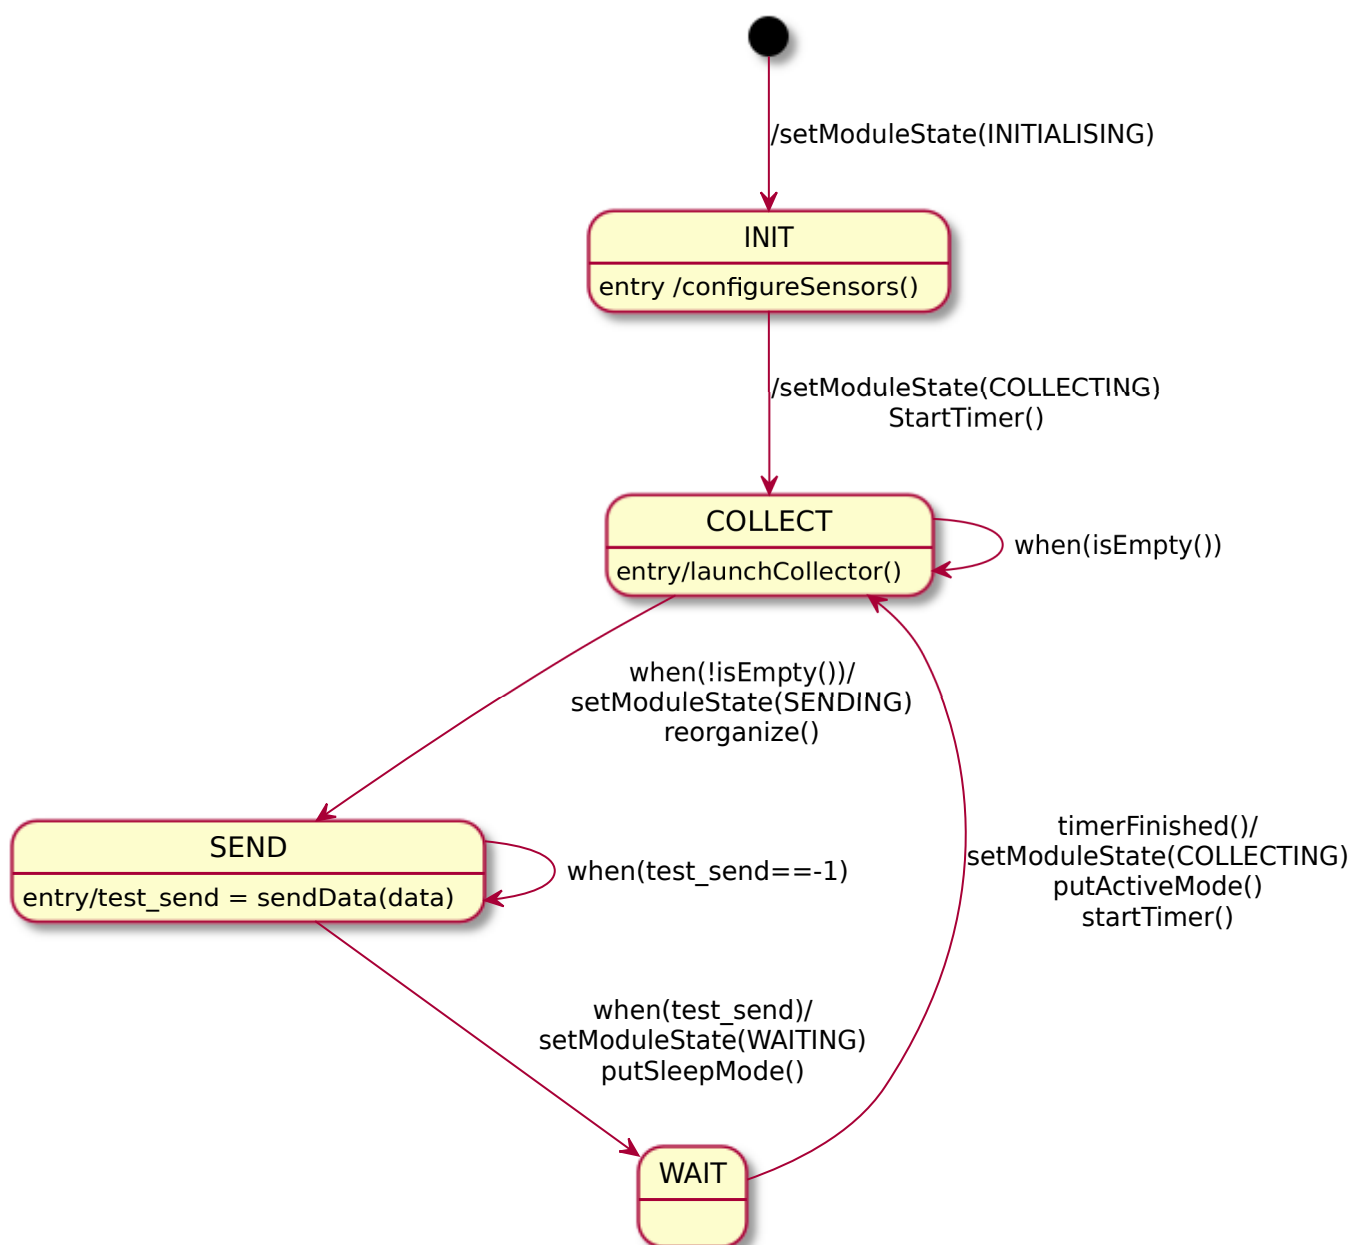 /setModuleState(INITIALISING)
INIT
entry /configureSensors()
/setModuleState(COLLECTING)
StartTimer()
COLLECT
entry/launchCollector()
when(isEmpty())
when(!isEmpty())/
setModuleState(SENDING)
reorganize()
SEND
entry/test_send = sendData(data)
when(test_send==-1)
timerFinished()/
setModuleState(COLLECTING)
putActiveMode()
startTimer()
when(test_send)/
setModuleState(WAITING)
putSleepMode()
WAIT